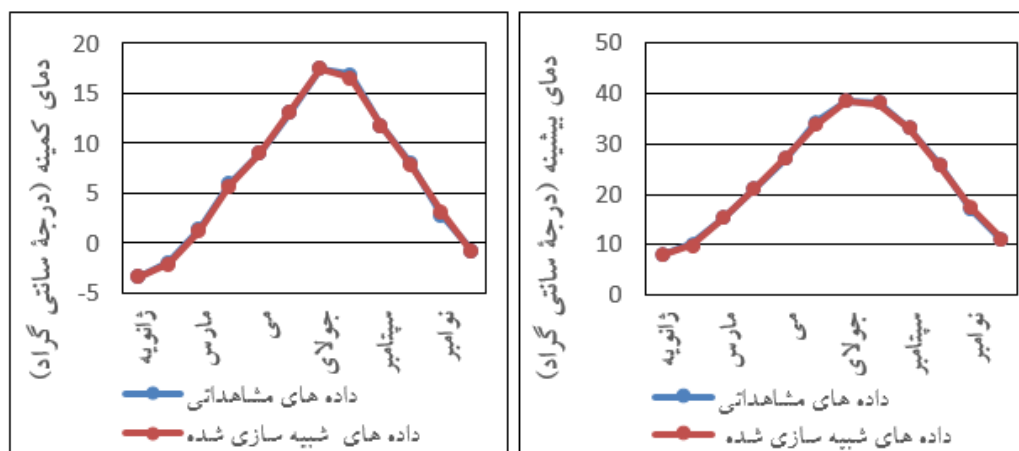 دمای کمینه (درجهٔ سانتی گراد)
20
15
10
5
0
-5
ژانویه
مارس
می
جولای
سپتامبر
نوامبر
داده های مشاهداتی
داده های شبیه سازی شده
دمای بیشینه (درجهٔ سانتی گراد)
50
40
30
20
10
0
ژانویه
مارس
می
جولای
سپتامبر
نوامبر
داده های مشاهداتی
داده های شبیه سازی شده